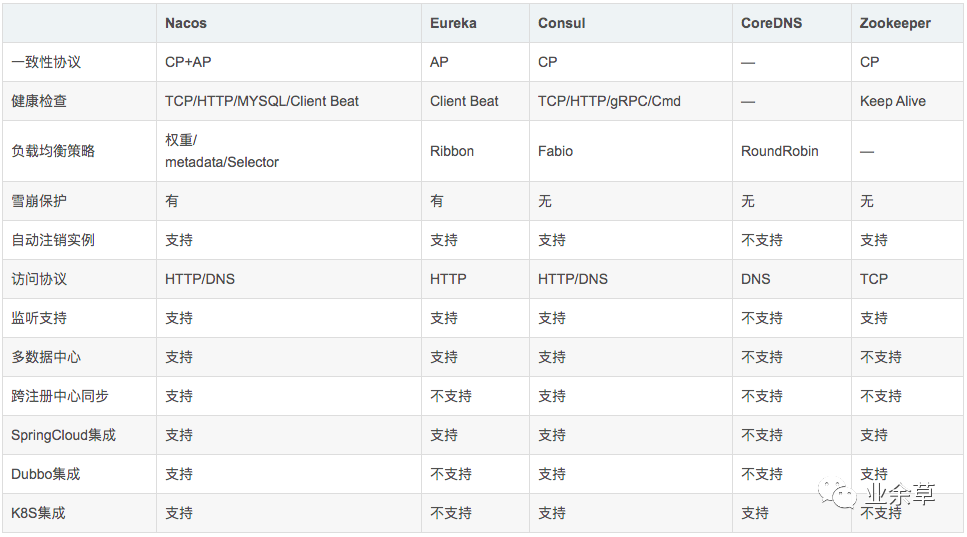 Nacos Eureka Consul CoreDNS Zookeeper
一致性协议 CP+AP AP CP — CP
健康检查 TCP/HTTP/MYSQL/Client Beat Client Beat TCP/HTTP/gRPC/Cmd — Keep Alive
负载均衡策略 权重/
metadata/Selector Ribbon Fabio RoundRobin —
雪崩保护 有 有 无 无 无
自动注销实例 支持 支持 支持 不支持 支持
访问协议 HTTP/DNS HTTP HTTP/DNS DNS TCP
监听支持 支持 支持 支持 不支持 支持
多数据中心 支持 支持 支持 不支持 不支持
跨注册中心同步 支持 不支持 支持 不支持 不支持
SpringCloud集成 支持 支持 支持 不支持 支持
Dubbo集成 支持 不支持 支持 不支持 支持
K8S集成 支持 不支持 支持 支持 不支持
业余草